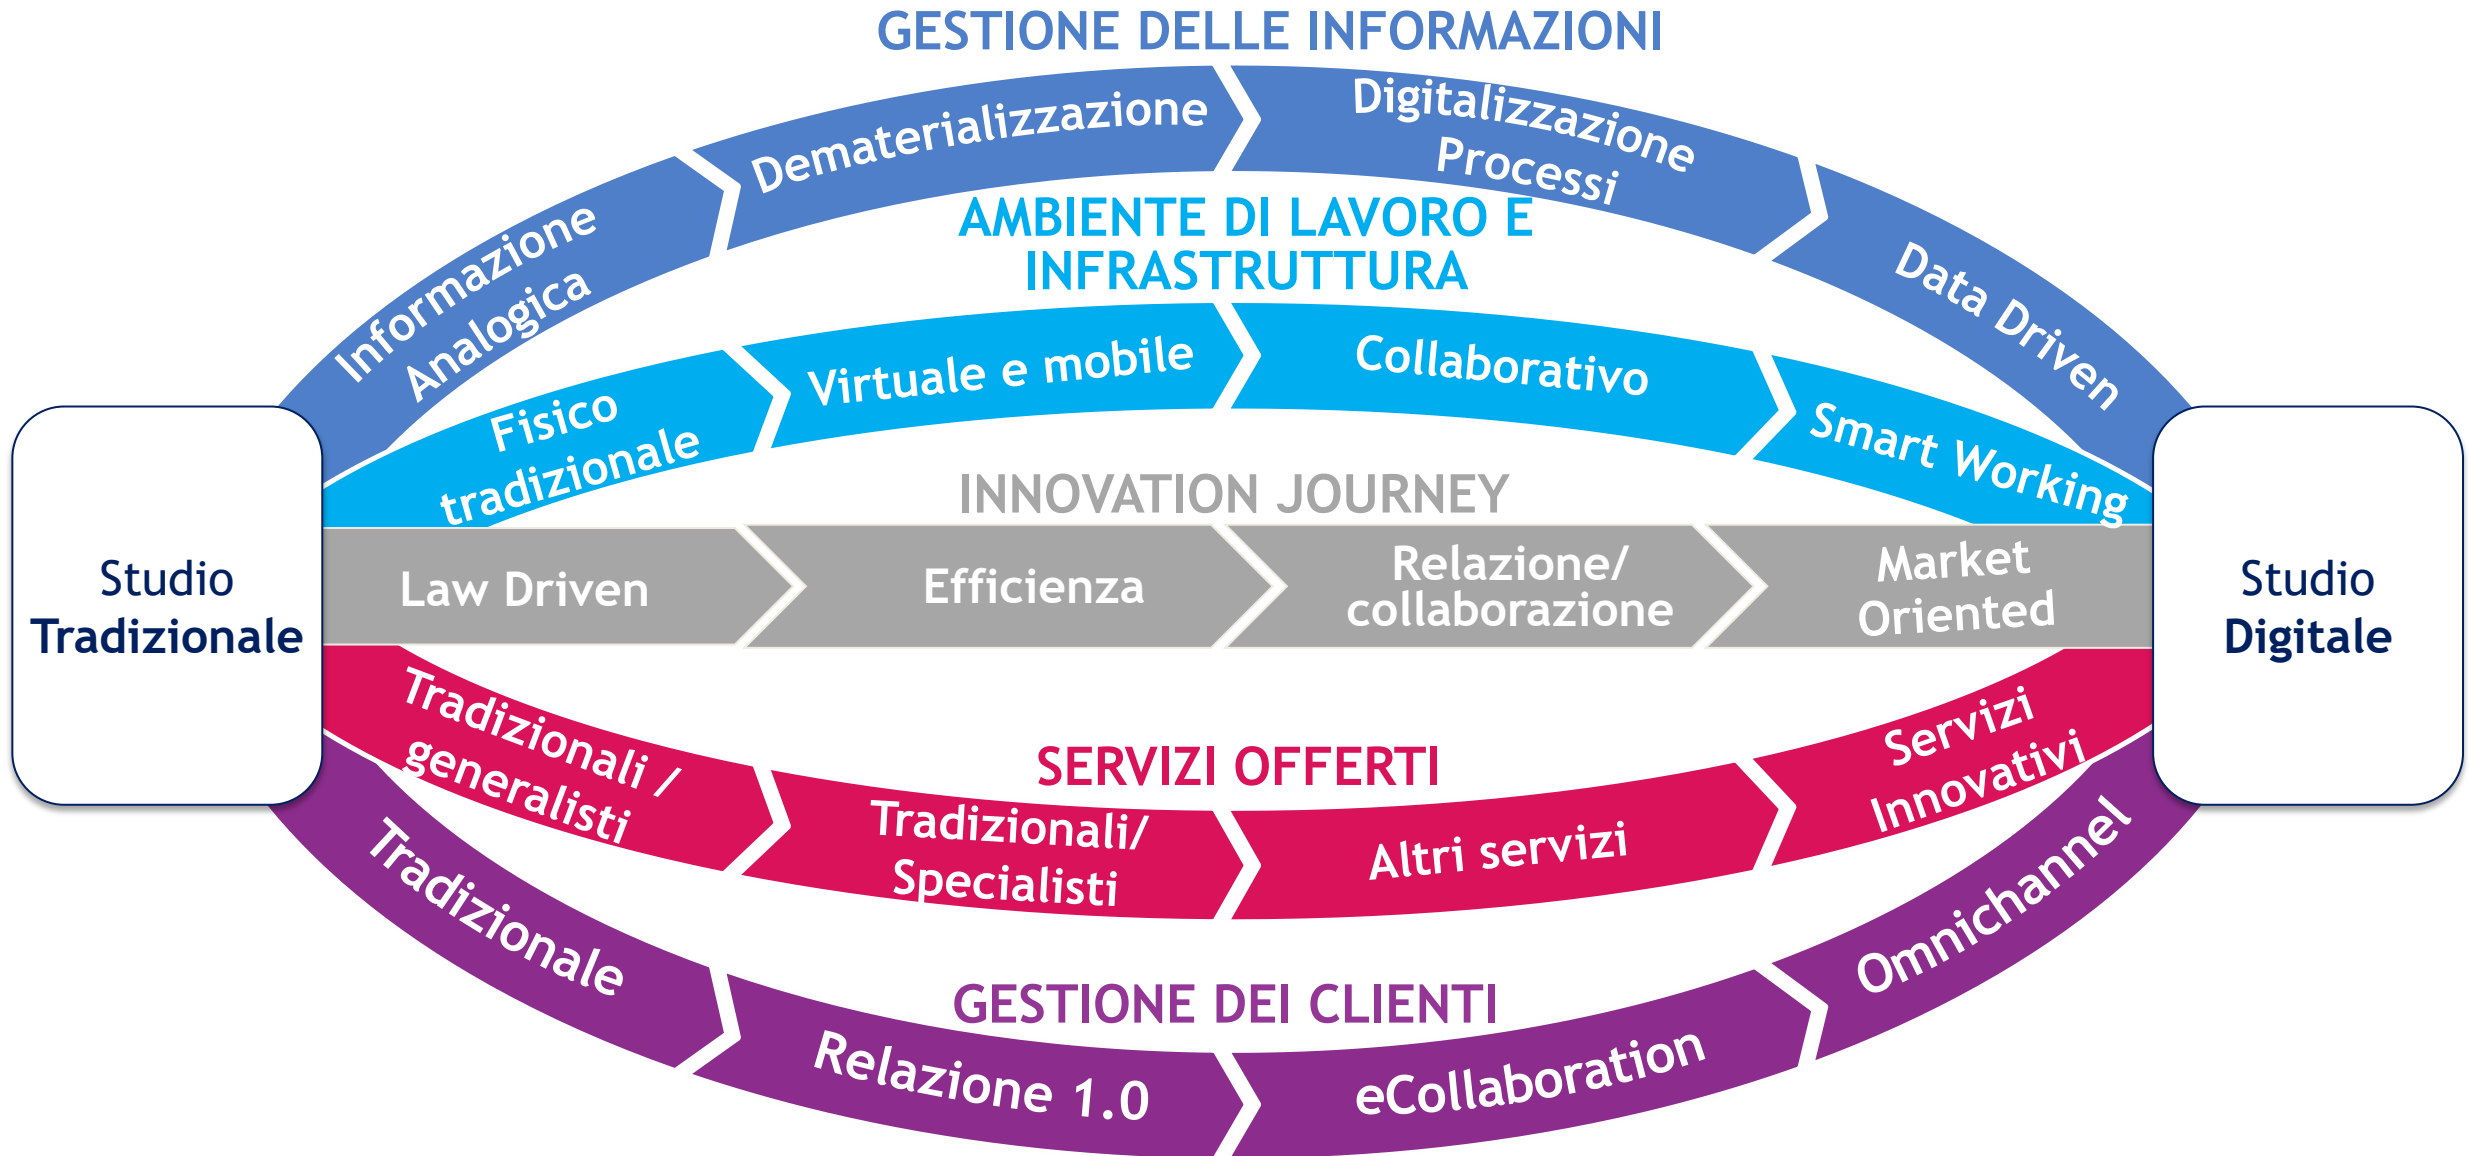 GESTIONE DELLE INFORMAZIONI
Informazione
Analogica
Dematerializzazione
Digitalizzazione
Processi
Data Driven
AMBIENTE DI LAVORO E
INFRASTRUTTURA
Fisico
tradizionale
Virtuale e mobile
Collaborativo
Smart Working
INNOVATION JOURNEY
Studio
Tradizionale
Law Driven
Efficienza
Relazione/
collaborazione
Market
Oriented
Studio
Digitale
SERVIZI OFFERTI
Tradizionali /
generalisti
Tradizionali/
Specialisti
Altri servizi
Servizi
Innovativi
GESTIONE DEI CLIENTI
Tradizionale
Relazione 1.0
eCollaboration
Omnichannel